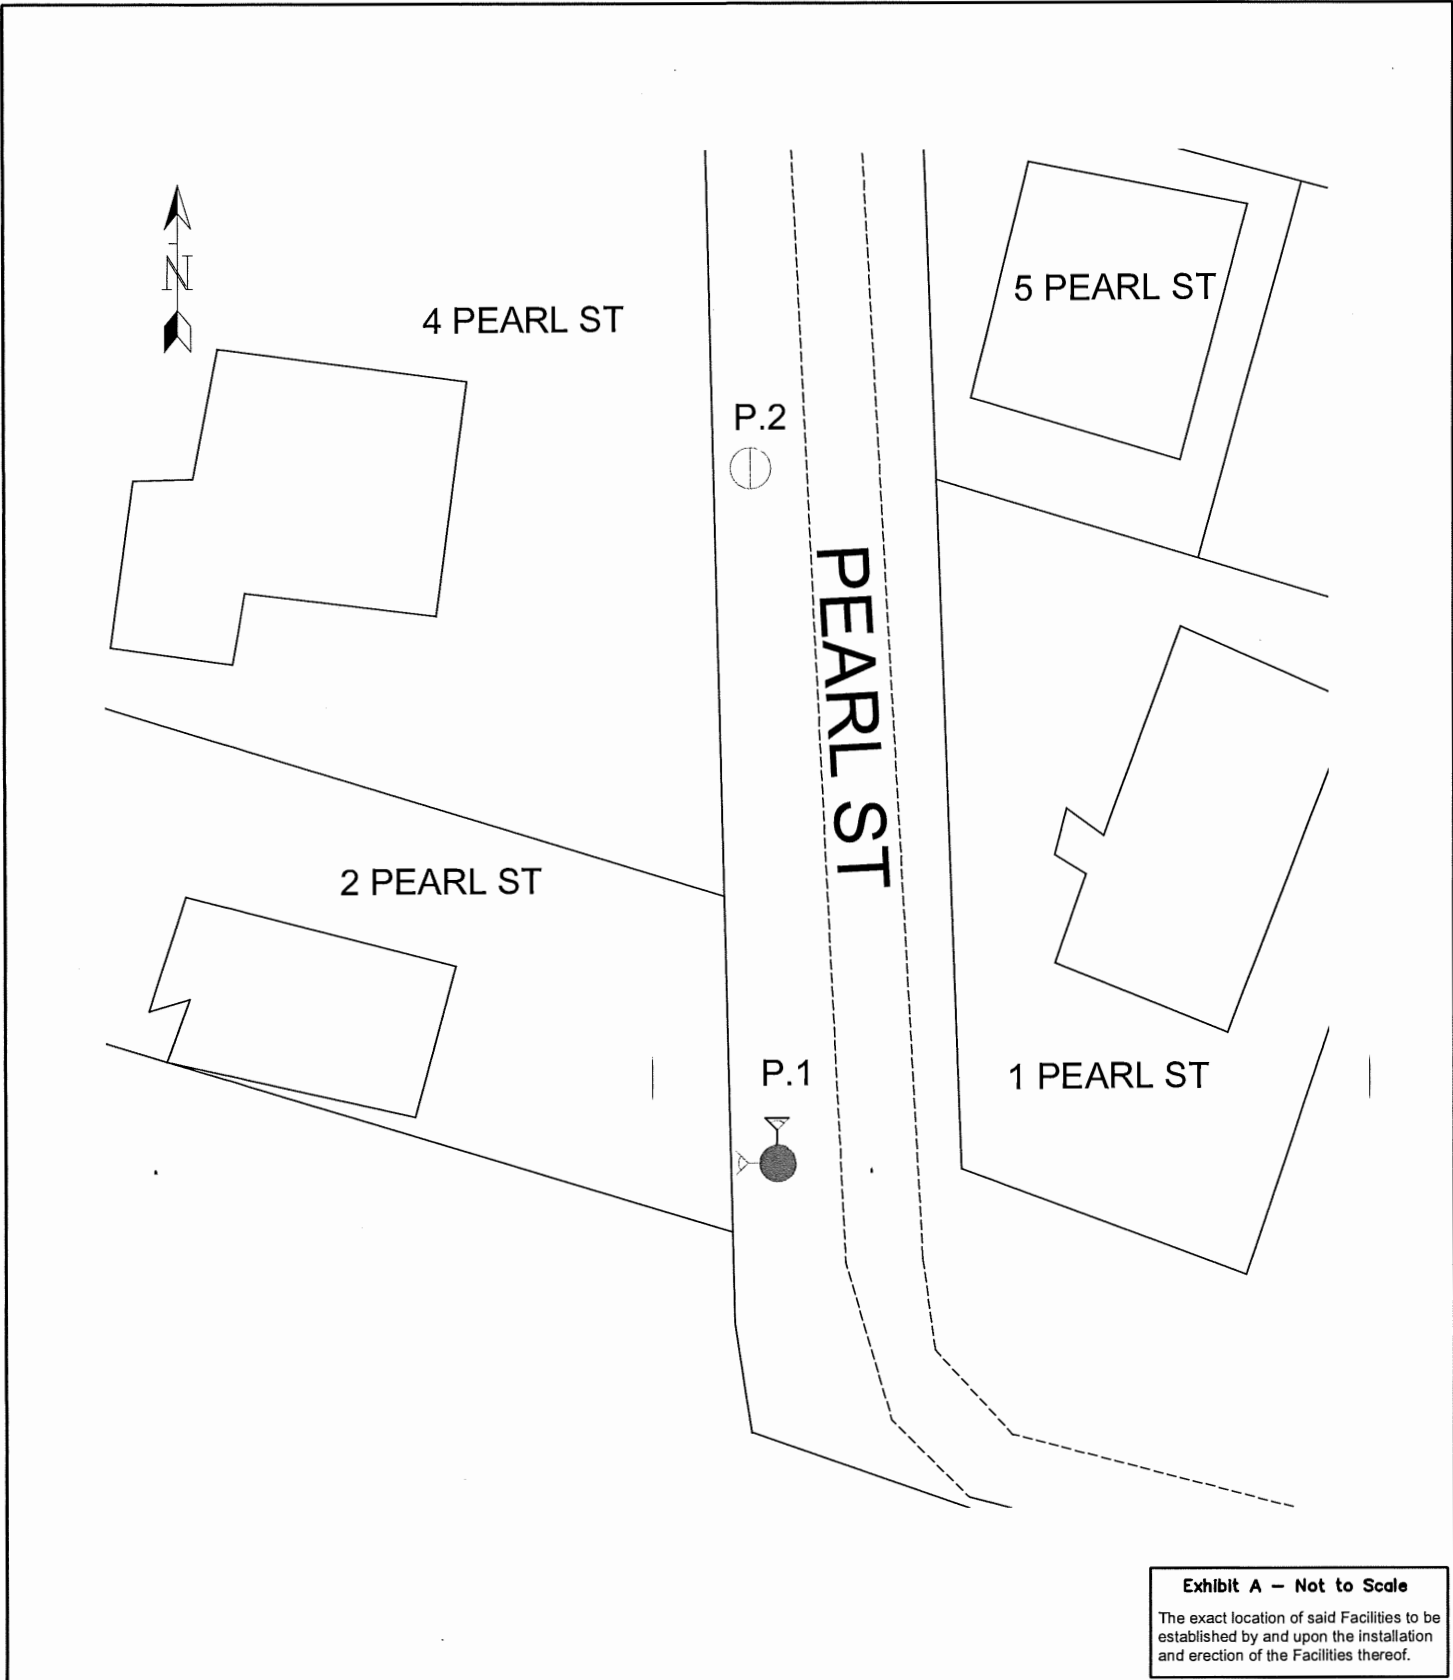 N
4 PEARL ST
5 PEARL ST
P.2
PEARL ST
2 PEARL ST
P.1
1 PEARL ST
Exhibit A – Not to Scale
The exact location of said Facilities to be
established by and upon the installation
and erection of the Facilities thereof.